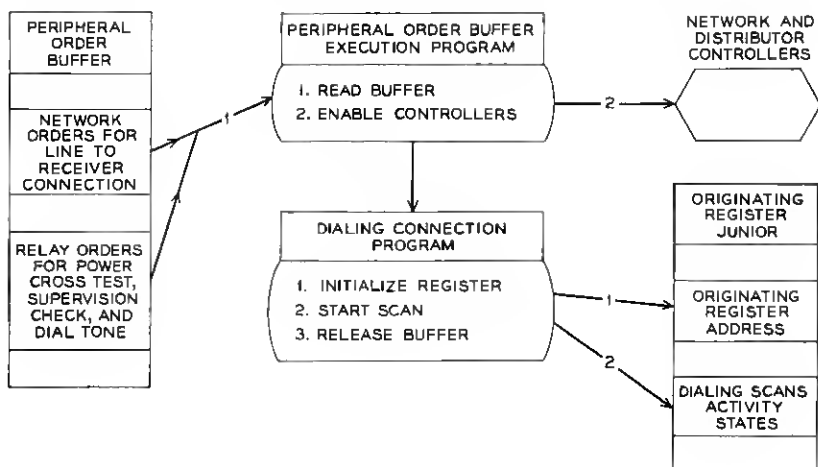 PERIPHERAL
ORDER
BUFFER
NETWORK
ORDERS FOR
LINE TO
RECEIVER
CONNECTION
RELAY ORDERS
FOR POWER
CROSS TEST,
SUPERVISION
CHECK, AND
DIAL TONE
1
PERIPHERAL ORDER BUFFER
EXECUTION PROGRAM
1. READ BUFFER
2. ENABLE CONTROLLERS
2
NETWORK AND
DISTRIBUTOR
CONTROLLERS
DIALING CONNECTION
PROGRAM
1. INITIALIZE REGISTER
2. START SCAN
3. RELEASE BUFFER
1
2
ORIGINATING
REGISTER
JUNIOR
ORIGINATING
REGISTER
ADDRESS
DIALING SCANS
ACTIVITY
STATES